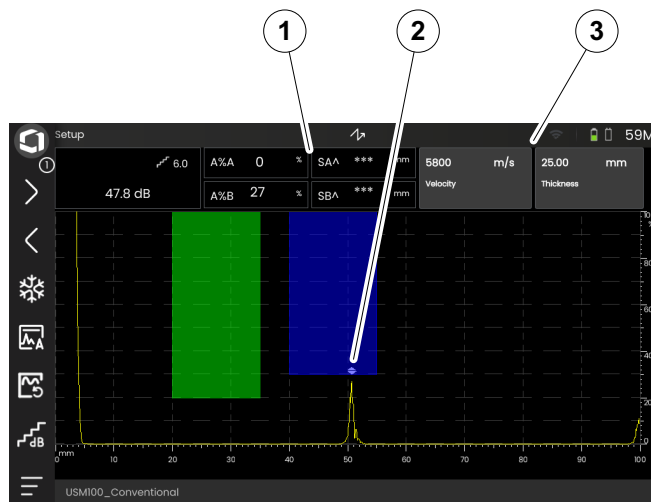 1 2 3
Setup 59M
1
6.0 A%A 0 % SA^ *** mm 5800 m/s 25.00 mm
Velocity Thickness
47.8 dB A%B 27 % SB^ *** mm
80
60
40
20
0
mm
0 10 20 30 40 50 60 70 80 90 100
A
dB
USM100_Conventional